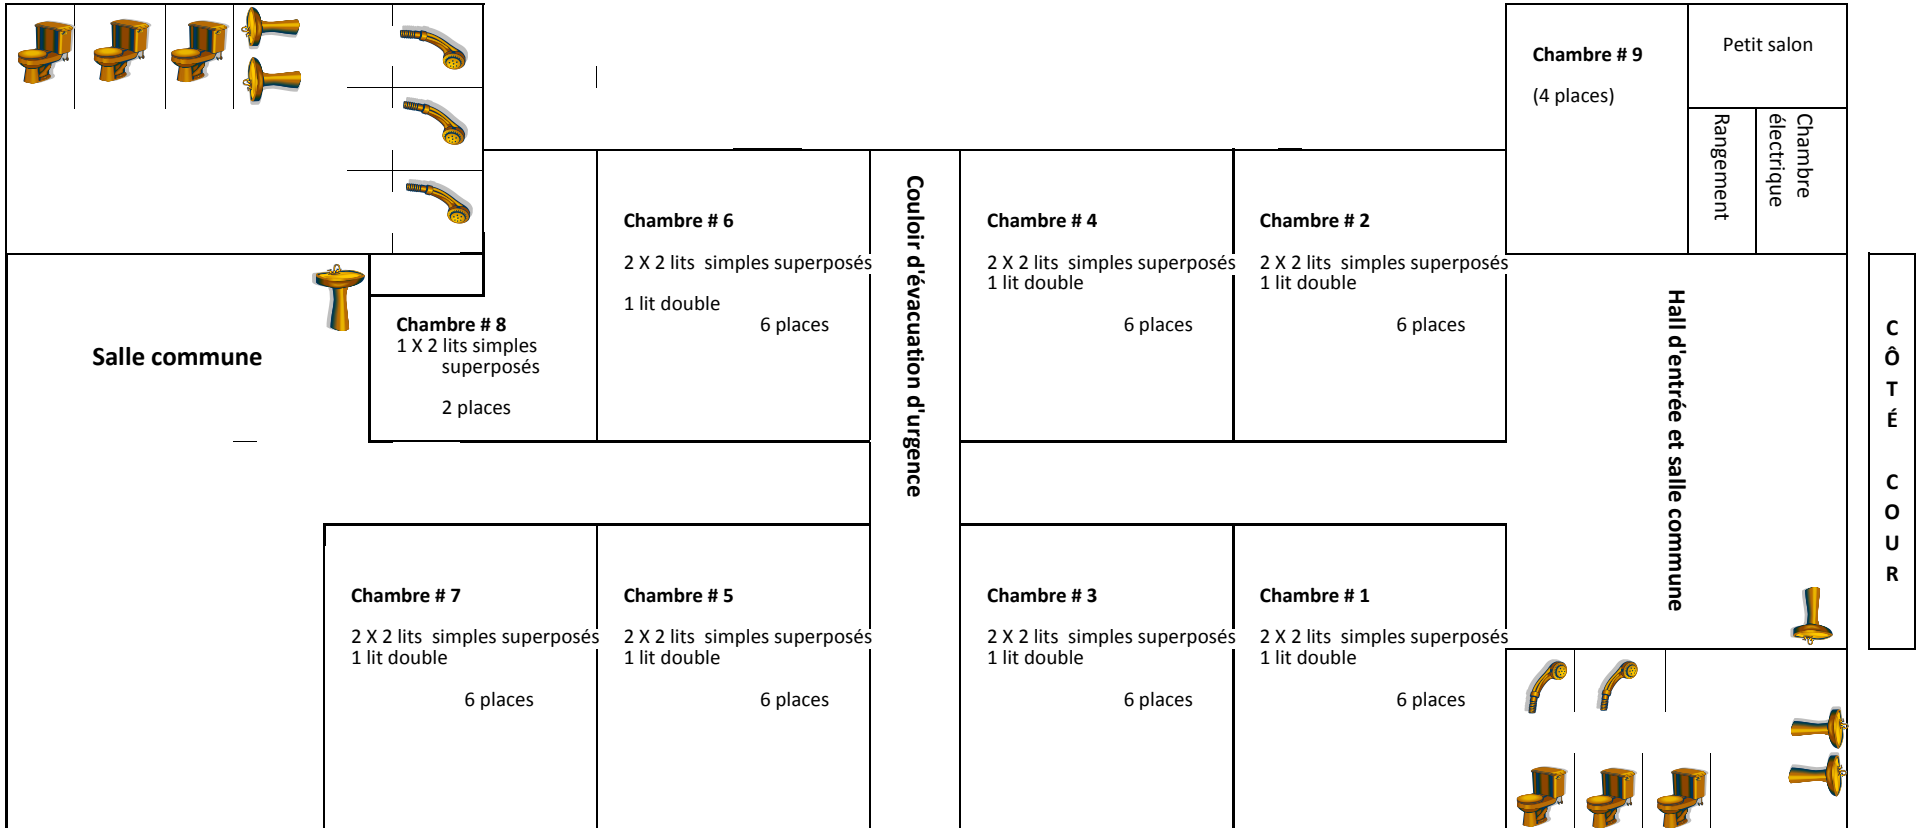 Chambre # 9
(4 places)
Petit salon
Rangement
Chambre
électrique
Chambre # 6
2 X 2 lits  simples superposés
1 lit double
6 places
Couloir d'évacuation d'urgence
Chambre # 4
2 X 2 lits  simples superposés
1 lit double
6 places
Chambre # 2
2 X 2 lits  simples superposés
1 lit double
6 places
Salle commune
Chambre # 8
1 X 2 lits simples
superposés
2 places
Hall d'entrée et salle commune
CÔTÉ COUR
Chambre # 7
2 X 2 lits  simples superposés
1 lit double
6 places
Chambre # 5
2 X 2 lits  simples superposés
1 lit double
6 places
Chambre # 3
2 X 2 lits  simples superposés
1 lit double
6 places
Chambre # 1
2 X 2 lits  simples superposés
1 lit double
6 places